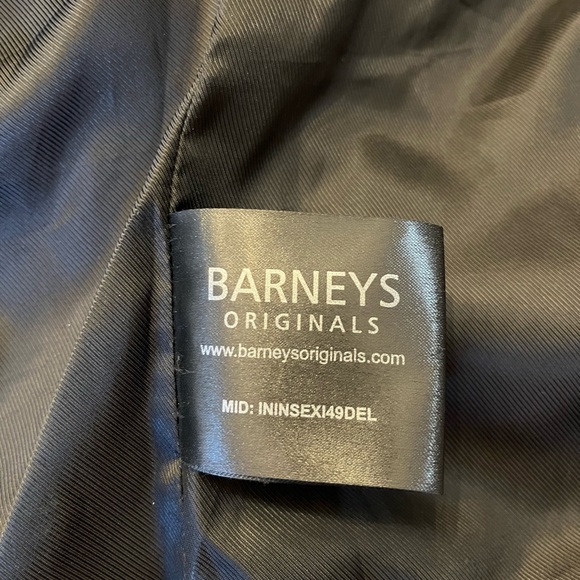 BARNEYS
ORIGINALS
www.barneysoriginals.com
MID: ININSEXI49DEL